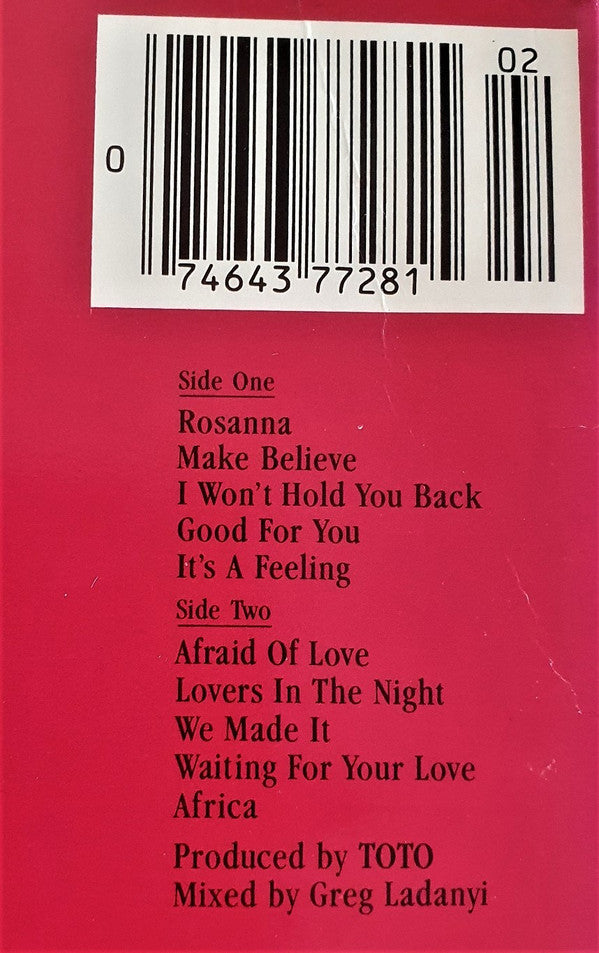 02
0
74643 77281
Side One
Rosanna
Make Believe
I Won't Hold You Back
Good For You
It's A Feeling
Side Two
Afraid Of Love
Lovers In The Night
We Made It
Waiting For Your Love
Africa
Produced by TOTO
Mixed by Greg Ladanyi